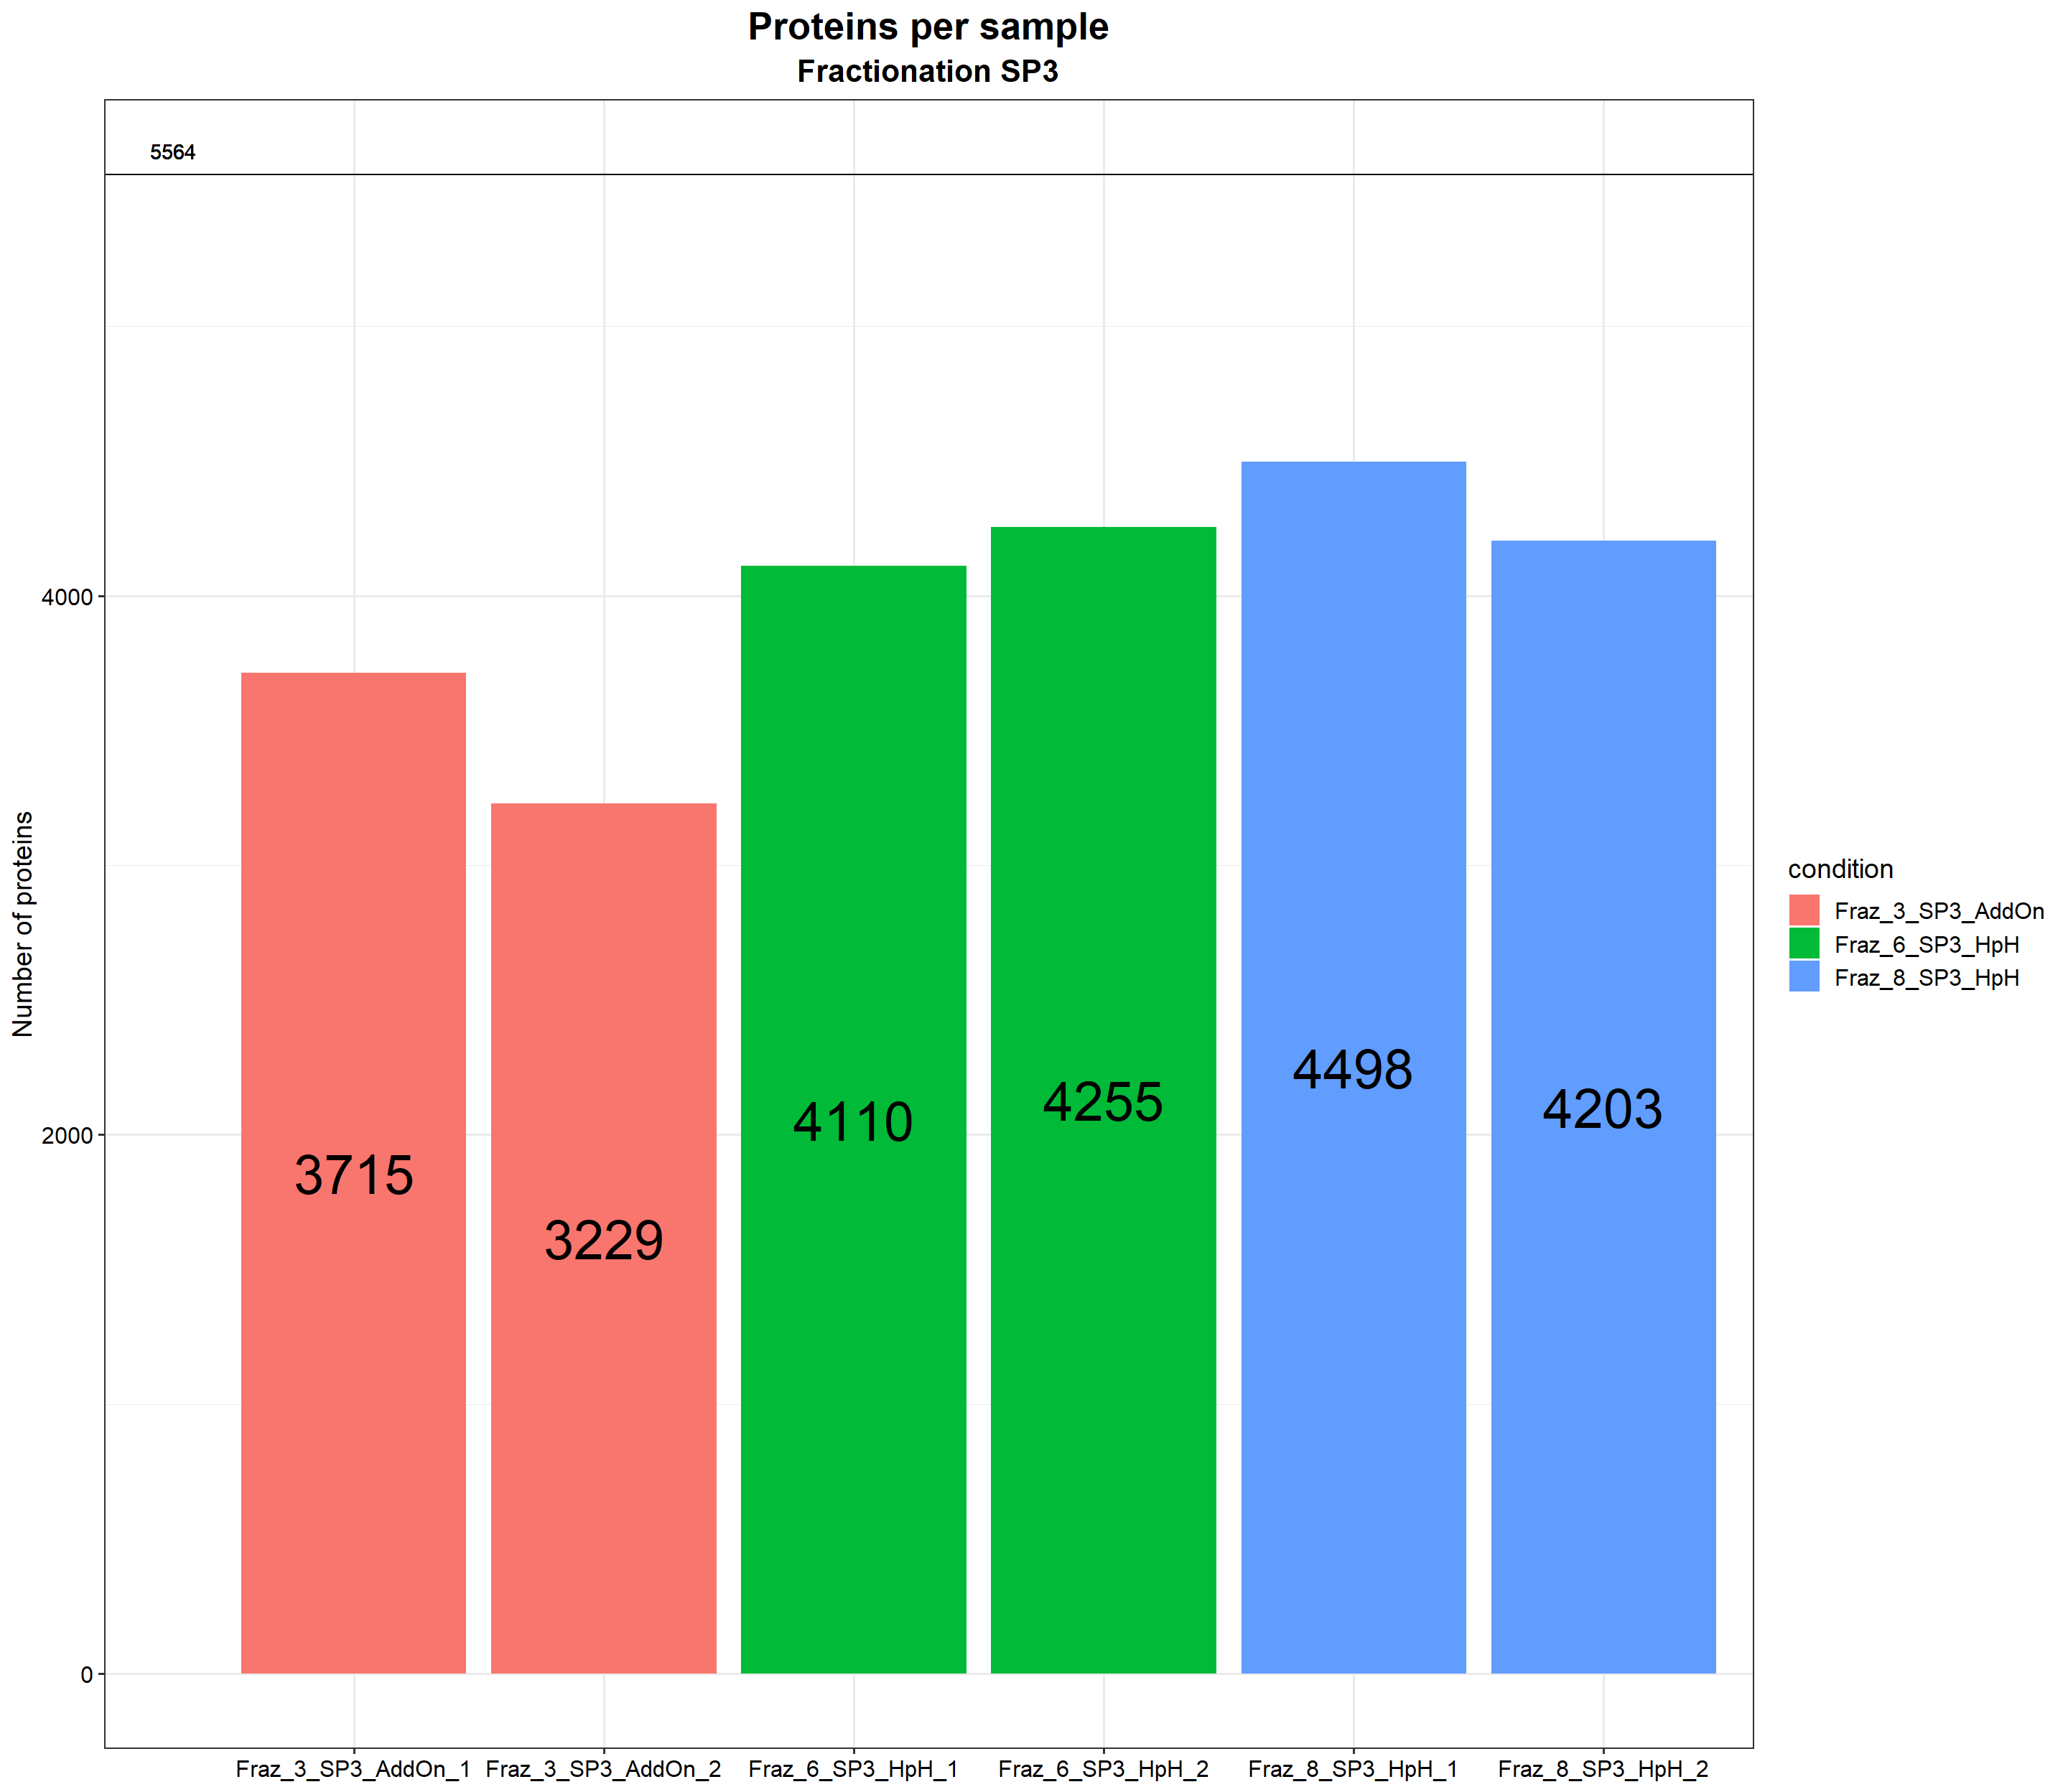 Proteins per sample
Fractionation SP3
5564
4000
2000
0
Number of proteins
3715
3229
4110
4255
4498
4203
Fraz_3_SP3_AddOn_1 Fraz_3_SP3_AddOn_2 Fraz_6_SP3_HpH_1 Fraz_6_SP3_HpH_2 Fraz_8_SP3_HpH_1 Fraz_8_SP3_HpH_2
condition
Fraz_3_SP3_AddOn
Fraz_6_SP3_HpH
Fraz_8_SP3_HpH